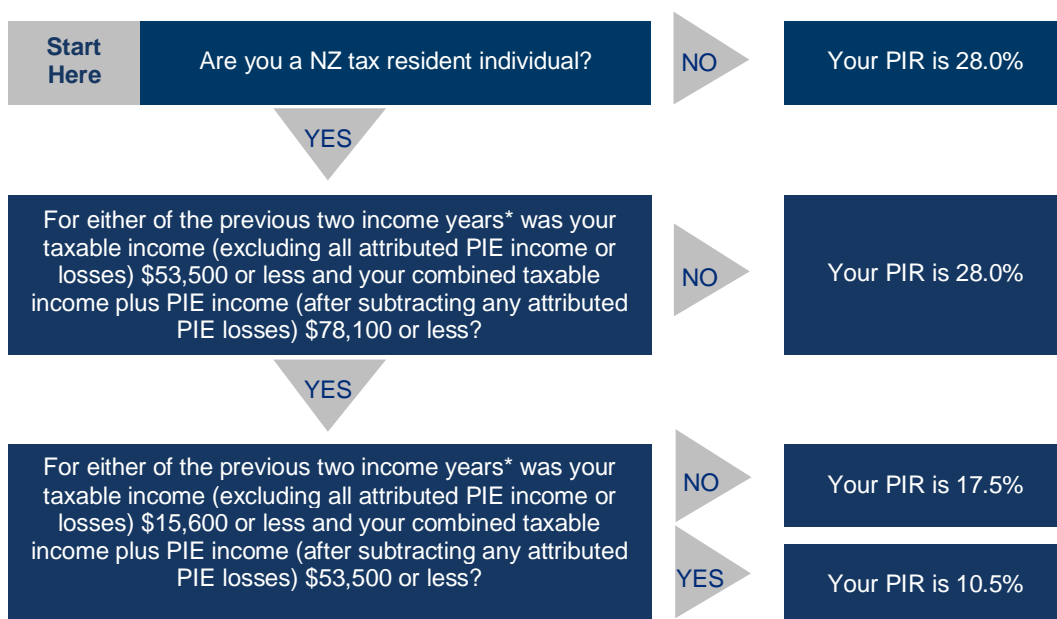 Start
Here
Are you a NZ tax resident individual?
NO
Your PIR is 28.0%
YES
For either of the previous two income years* was your
taxable income (excluding all attributed PIE income or
losses) $53,500 or less and your combined taxable
income plus PIE income (after subtracting any attributed
PIE losses) $78,100 or less?
NO
Your PIR is 28.0%
YES
For either of the previous two income years* was your
taxable income (excluding all attributed PIE income or
losses) $15,600 or less and your combined taxable
income plus PIE income (after subtracting any attributed
PIE losses) $53,500 or less?
NO
Your PIR is 17.5%
YES
Your PIR is 10.5%